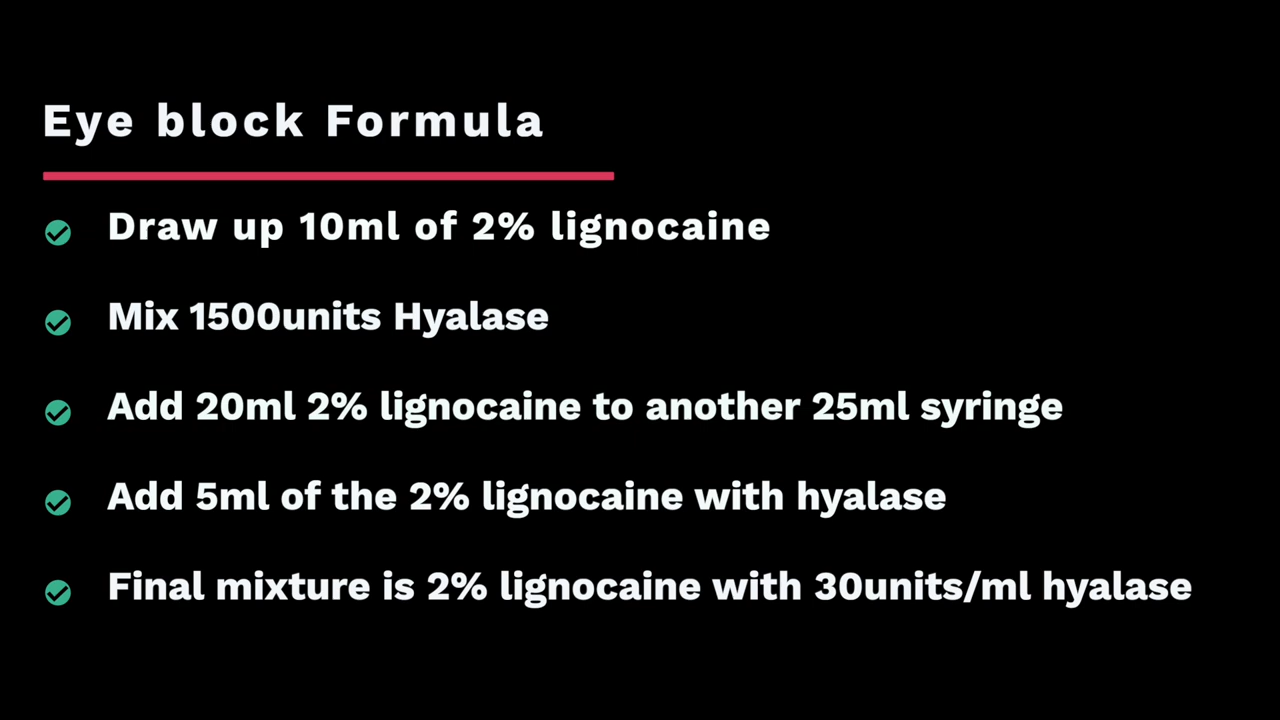 Eye block Formula
Draw up 10ml of 2% lignocaine
Mix 1500units Hyalase
Add 20ml 2% lignocaine to another 25ml syringe
Add 5ml of the 2% lignocaine with hyalase
Final mixture is 2% lignocaine with 30units/ml hyalase